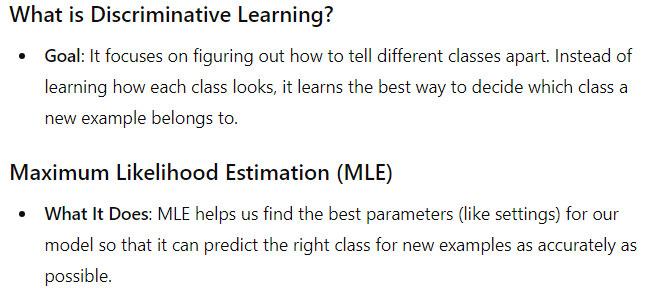 What is Discriminative Learning?
• Goal: It focuses on figuring out how to tell different classes apart. Instead of
learning how each class looks, it learns the best way to decide which class a
new example belongs to.
Maximum Likelihood Estimation (MLE)
• What It Does: MLE helps us find the best parameters (like settings) for our
model so that it can predict the right class for new examples as accurately as
possible.